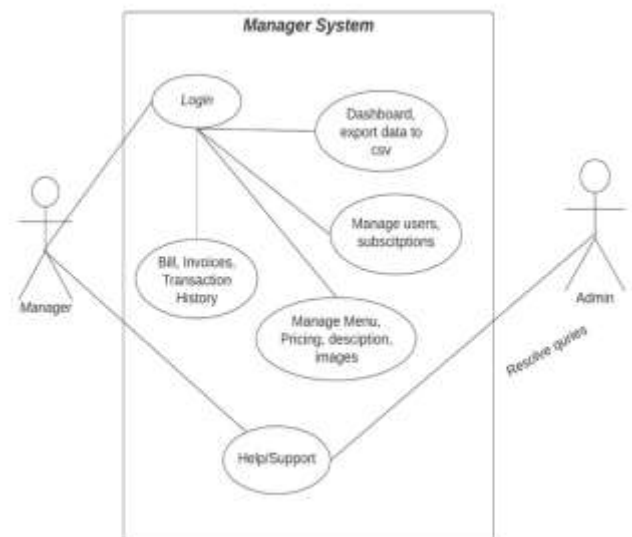 Manager System
Login
Dashboard,
export data to
csv
Manage users,
subscitptions
Bill, Invoices,
Transaction
History
Manage Menu,
Pricing, desciption,
images
Manager
Admin
Resolve quries
Help/Support